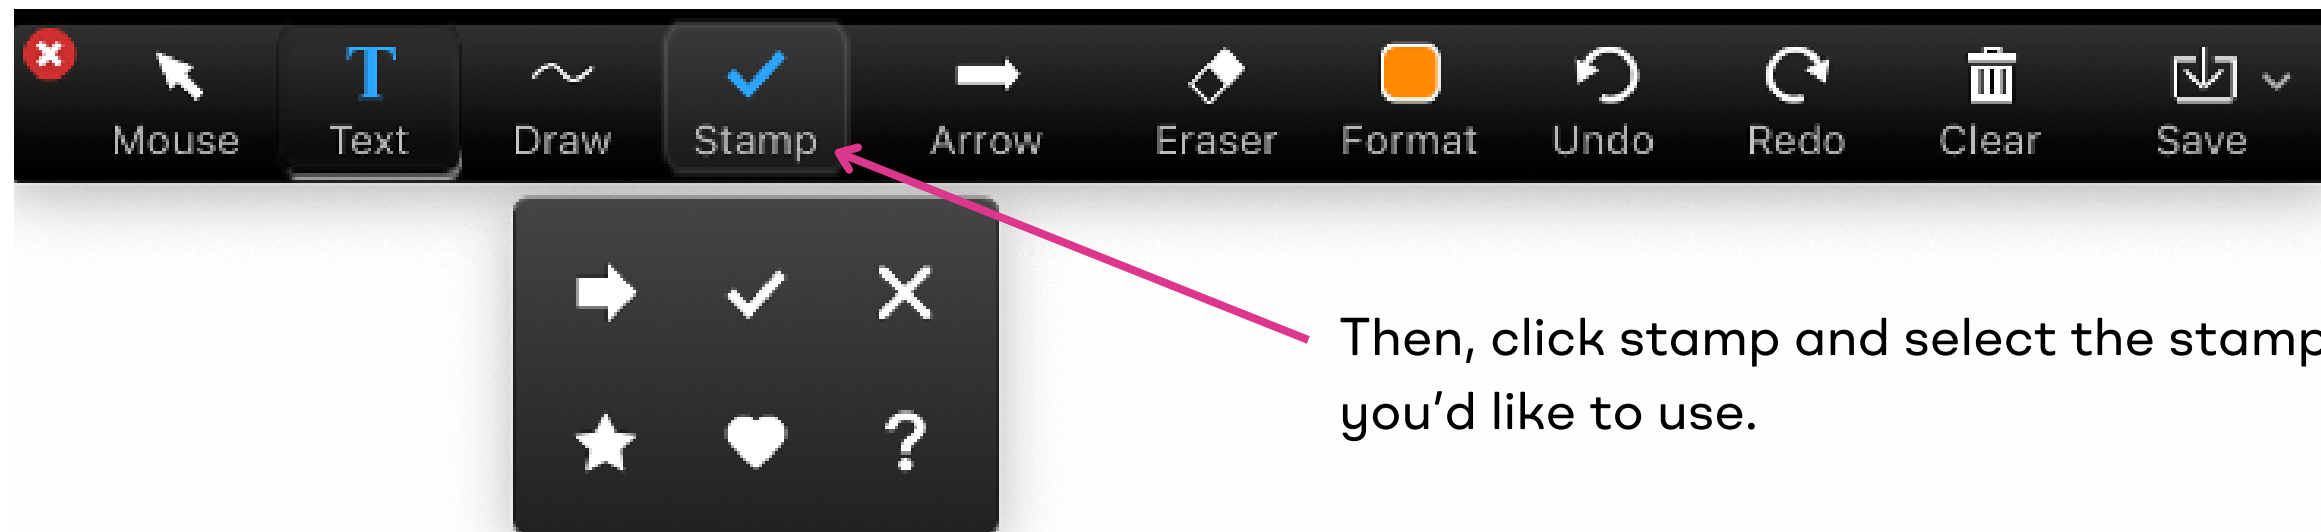 Mouse Text Draw Stamp Arrow Eraser Format Undo Redo Clear Save
Then, click stamp and select the stamp
you'd like to use.